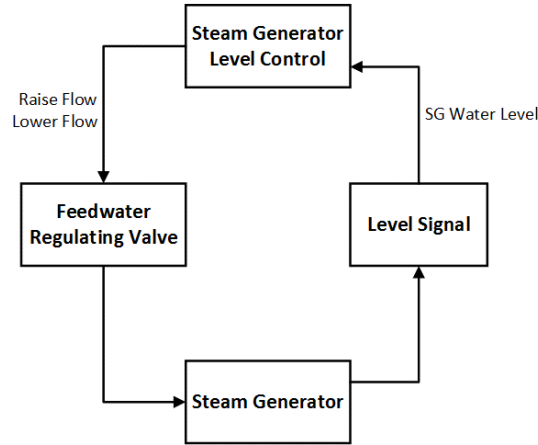 Steam Generator
Level Control
Raise Flow
Lower Flow
SG Water Level
Feedwater
Regulating Valve
Level Signal
Steam Generator